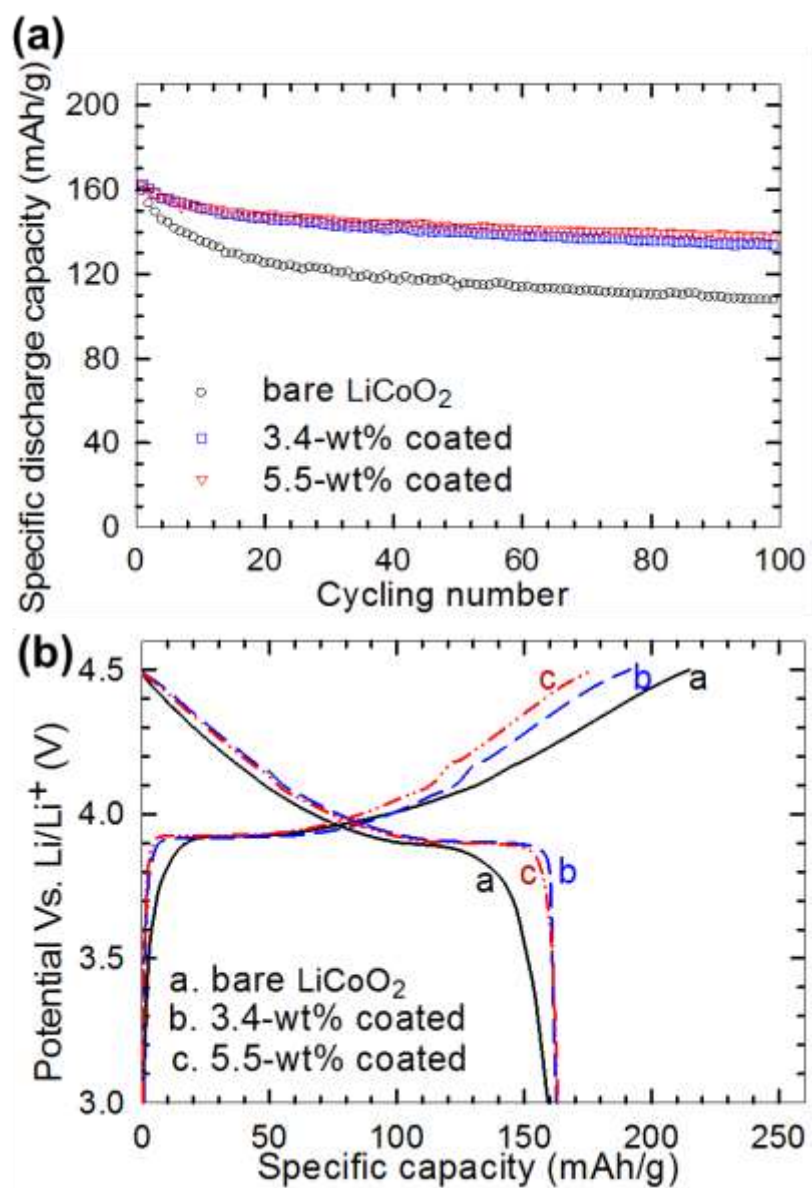 (a)
Specific discharge capacity (mAh/g)
200
160
120
80
40
0
bare LiCoO₂
3.4-wt% coated
5.5-wt% coated
0 20 40 60 80 100
Cycling number
(b)
Potential Vs. Li/Li⁺ (V)
4.5
4.0
3.5
3.0
c b a
a c b
a. bare LiCoO₂
b. 3.4-wt% coated
c. 5.5-wt% coated
0 50 100 150 200 250
Specific capacity (mAh/g)